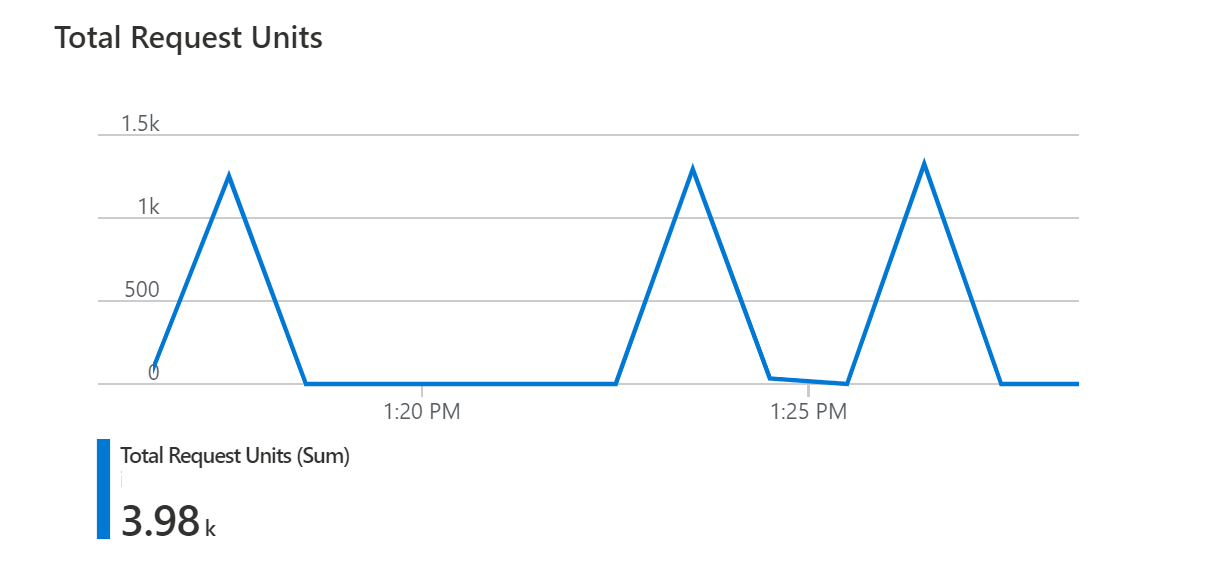 Total Request Units
1.5k
1k
500
0
1:20 PM 1:25 PM
Total Request Units (Sum)
3.98 k